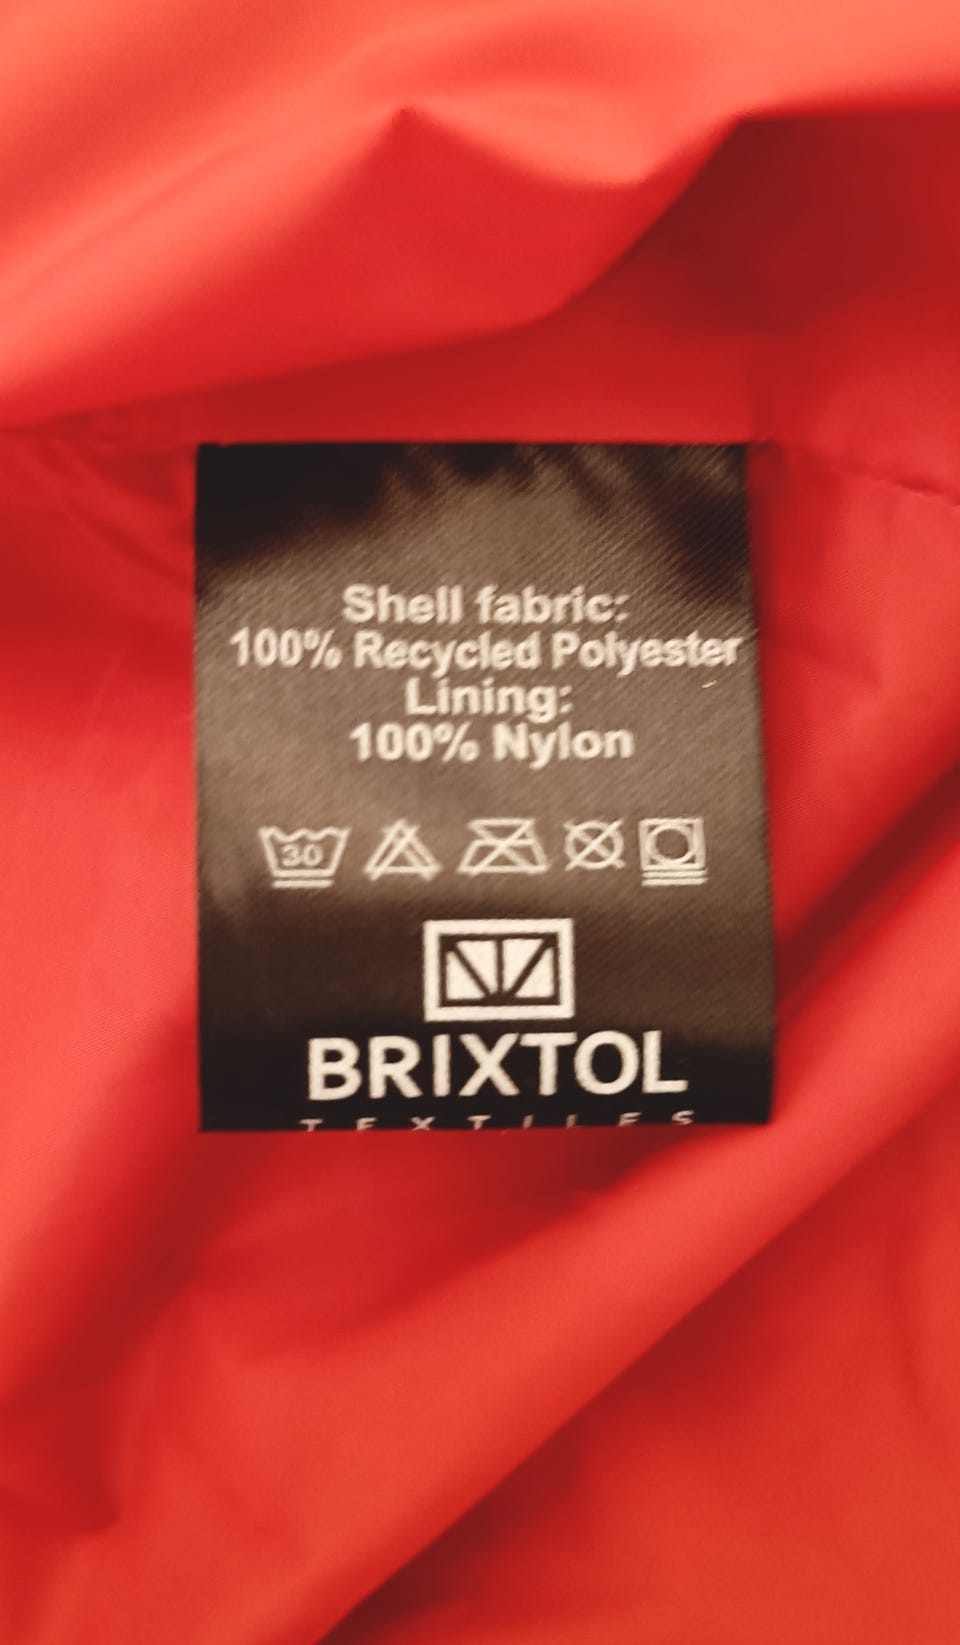 Shell fabric:
100% Recycled Polyester
Lining:
100% Nylon
30
BRIXTOL
TEXTILES